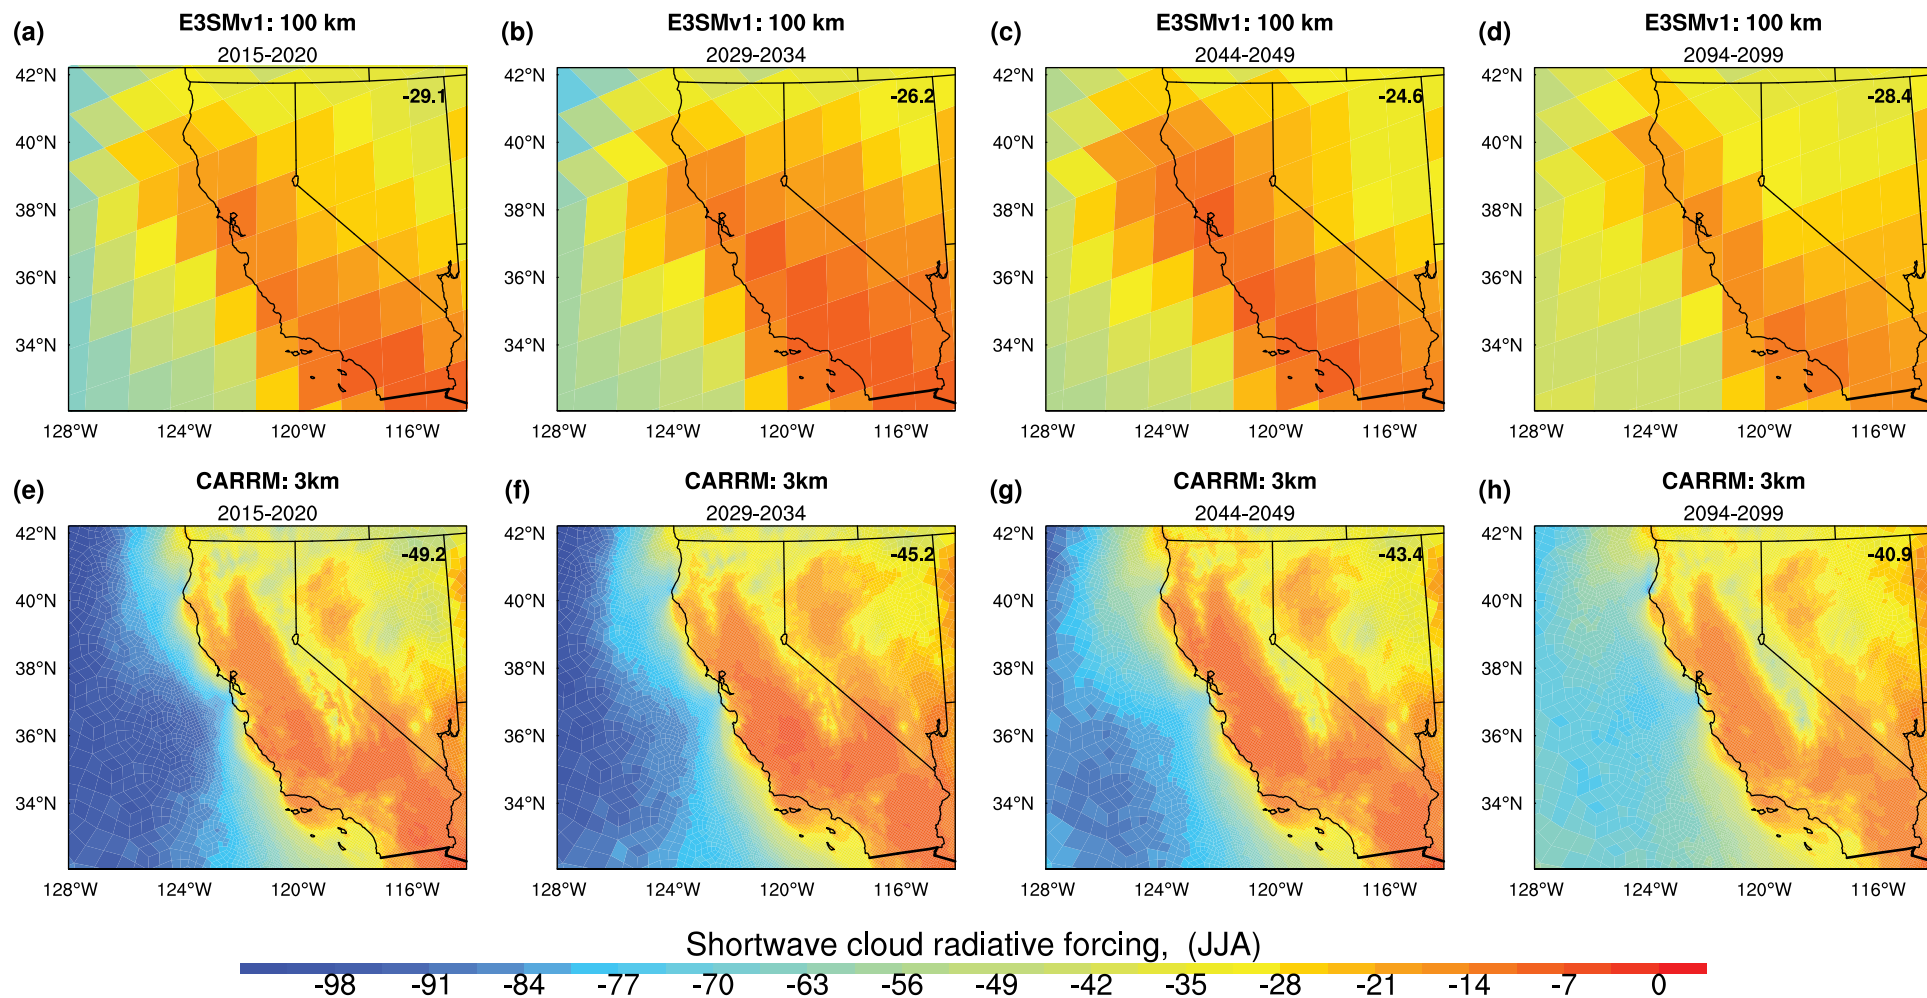 (a) E3SMv1: 100 km (b) E3SMv1: 100 km (c) E3SMv1: 100 km (d) E3SMv1: 100 km
2015-2020 2029-2034 2044-2049 2094-2099
42°N 42°N 42°N 42°N
-29.1 -26.2 -24.6 -28.4
40°N 40°N 40°N 40°N
38°N 38°N 38°N 38°N
36°N 36°N 36°N 36°N
34°N 34°N 34°N 34°N
128°W 124°W 120°W 116°W 128°W 124°W 120°W 116°W 128°W 124°W 120°W 116°W 128°W 124°W 120°W 116°W
(e) CARRM: 3km (f) CARRM: 3km (g) CARRM: 3km (h) CARRM: 3km
2015-2020 2029-2034 2044-2049 2094-2099
42°N 42°N 42°N 42°N
-49.2 -45.2 -43.4 -40.9
40°N 40°N 40°N 40°N
38°N 38°N 38°N 38°N
36°N 36°N 36°N 36°N
34°N 34°N 34°N 34°N
128°W 124°W 120°W 116°W 128°W 124°W 120°W 116°W 128°W 124°W 120°W 116°W 128°W 124°W 120°W 116°W
Shortwave cloud radiative forcing, (JJA)
-98 -91 -84 -77 -70 -63 -56 -49 -42 -35 -28 -21 -14 -7 0